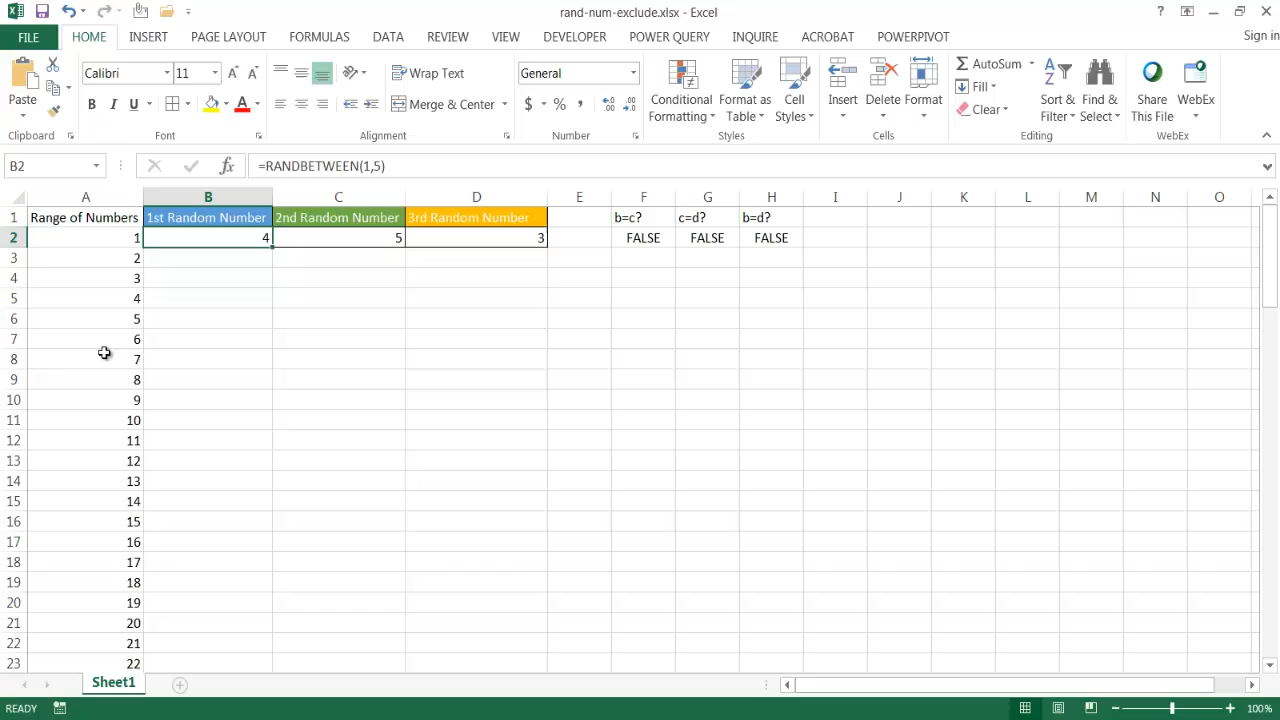 rand-num-exclude.xlsx - Excel
?
Sign in
FILE HOME INSERT PAGE LAYOUT FORMULAS DATA REVIEW VIEW DEVELOPER POWER QUERY INQUIRE ACROBAT POWERPIVOT
Paste
Calibri 11
B I U
Wrap Text
Merge & Center
General
$ % ,
Conditional Formatting
Format as Table
Cell Styles
Insert Delete Format
AutoSum
Fill
Clear
Sort & Filter
Find & Select
Share This File
WebEx
Clipboard Font Alignment Number Styles Cells Editing WebEx
B2 fx =RANDBETWEEN(1,5)
A B C D E F G H I J K L M N O
1 Range of Numbers 1st Random Number 2nd Random Number 3rd Random Number b=c? c=d? b=d?
2 1 4 5 3 FALSE FALSE FALSE
3 2
4 3
5 4
6 5
7 6
8 7
9 8
10 9
11 10
12 11
13 12
14 13
15 14
16 15
17 16
18 17
19 18
20 19
21 20
22 21
23 22
Sheet1
READY 100%